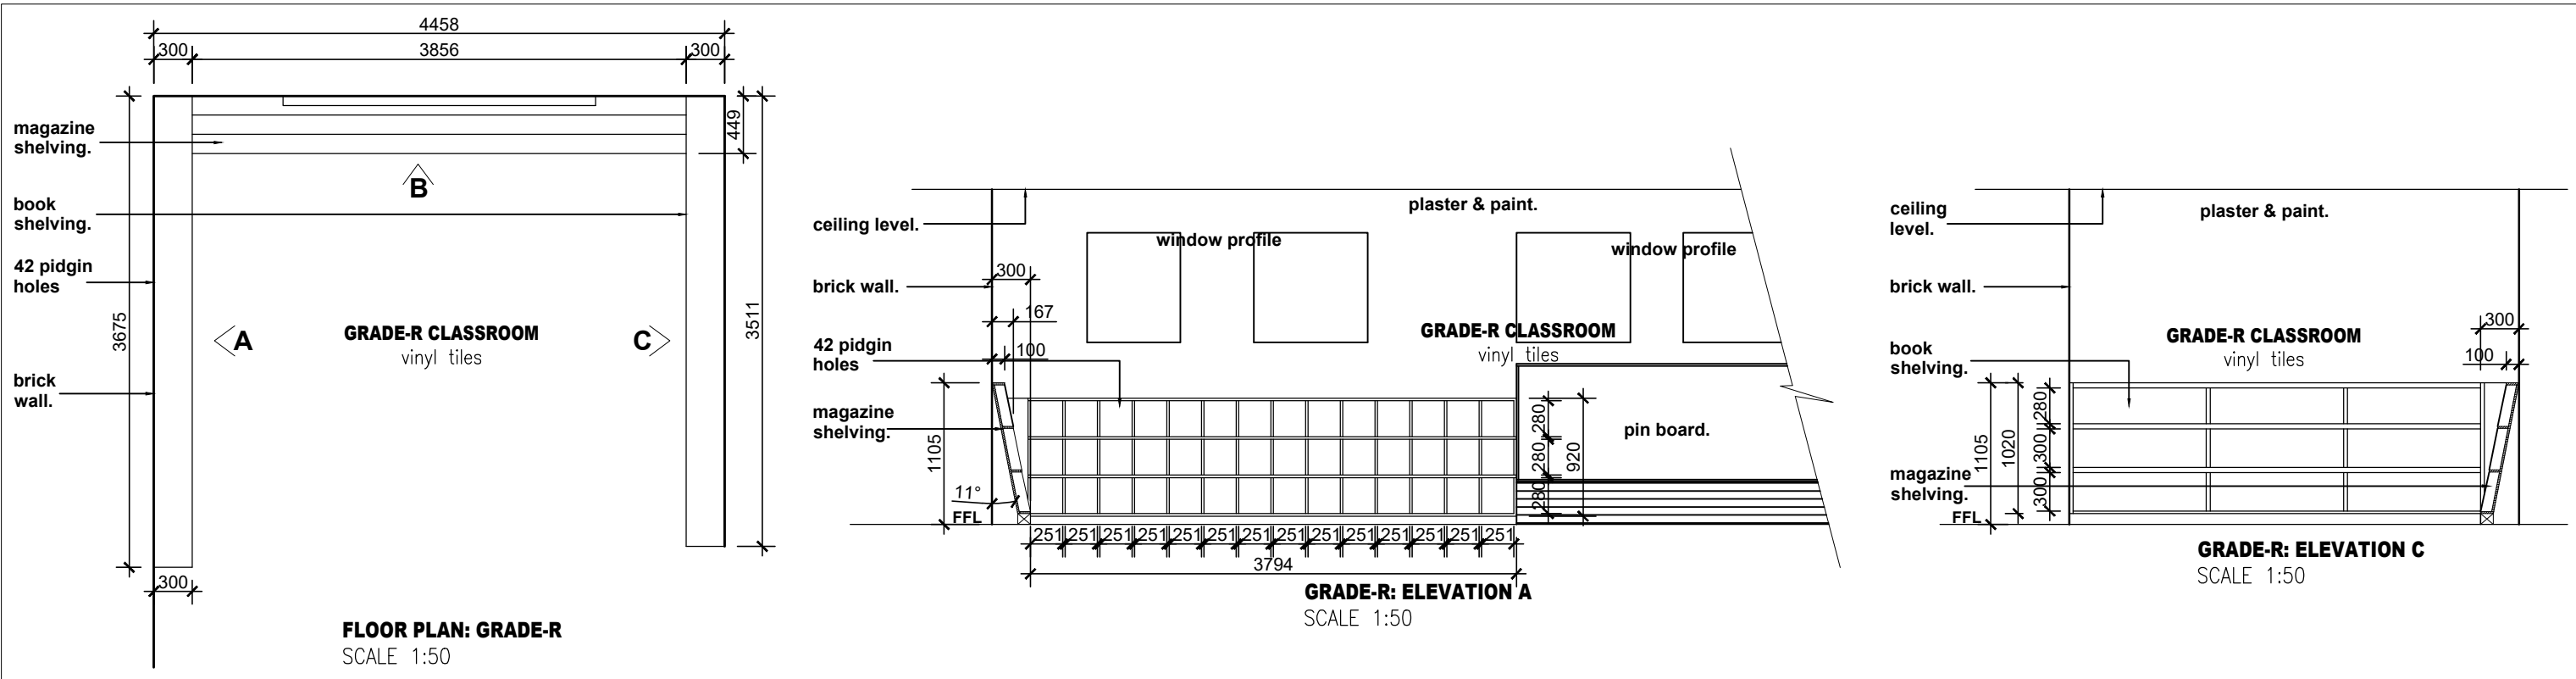 4458
300
3856
300
magazine
shelving.
449
B
book
shelving.
42 pidgin
holes
3675
A
GRADE-R CLASSROOM
vinyl tiles
C
3511
brick
wall.
300
FLOOR PLAN: GRADE-R
SCALE 1:50
ceiling level.
plaster & paint.
window profile
window profile
300
brick wall.
167
GRADE-R CLASSROOM
vinyl tiles
42 pidgin
holes
100
magazine
shelving.
1105
280
280
280
920
pin board.
11°
FFL
251 251 251 251 251 251 251 251 251 251 251 251 251 251
3794
GRADE-R: ELEVATION A
SCALE 1:50
ceiling
level.
plaster & paint.
brick wall.
300
GRADE-R CLASSROOM
vinyl tiles
100
book
shelving.
1105
1020
280
300
300
magazine
shelving.
FFL
GRADE-R: ELEVATION C
SCALE 1:50